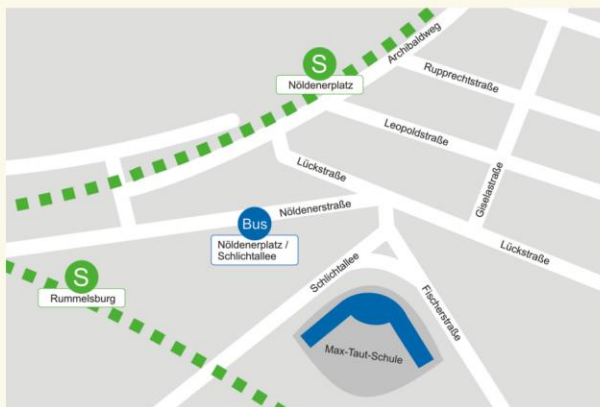 S
Nöldenerplatz
Archibaldweg
Rupprechtstraße
Leopoldstraße
Giselastraße
Lückstraße
Nöldenerstraße
Bus
Nöldenerplatz /
Schlichtallee
Lückstraße
S
Rummelsburg
Schlichtallee
Fischerstraße
Max-Taut-Schule